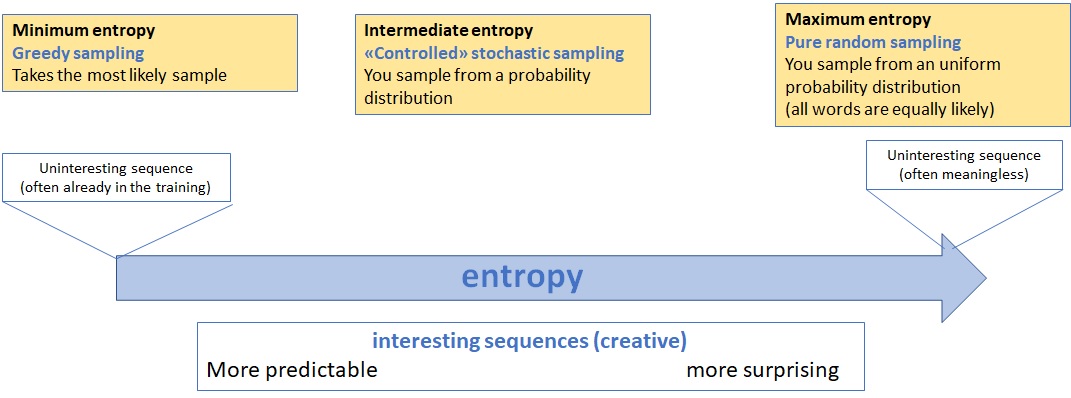 Minimum entropy
Greedy sampling
Takes the most likely sample
Intermediate entropy
«Controlled» stochastic sampling
You sample from a probability
distribution
Maximum entropy
Pure random sampling
You sample from an uniform
probability distribution
(all words are equally likely)
Uninteresting sequence
(often already in the training)
Uninteresting sequence
(often meaningless)
entropy
interesting sequences (creative)
More predictable
more surprising